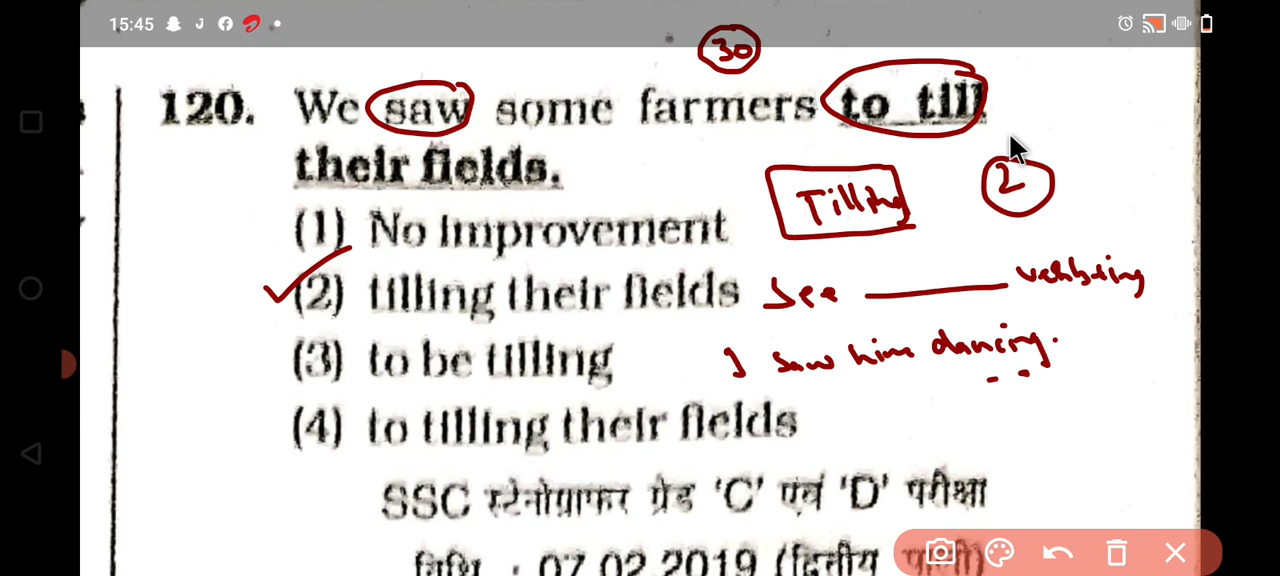 15:45
30
120. We saw some farmers to till
their fields.
Tilling
2
(1) No improvement
(2) tilling their fields
See ______ verb+ing
(3) to be tilling
I saw him dancing.
(4) to tilling their fields
SSC स्टेनोग्राफर ग्रेड 'C' एवं 'D' परीक्षा
तिथि : 07.02.2019 (द्वितीय पाली)